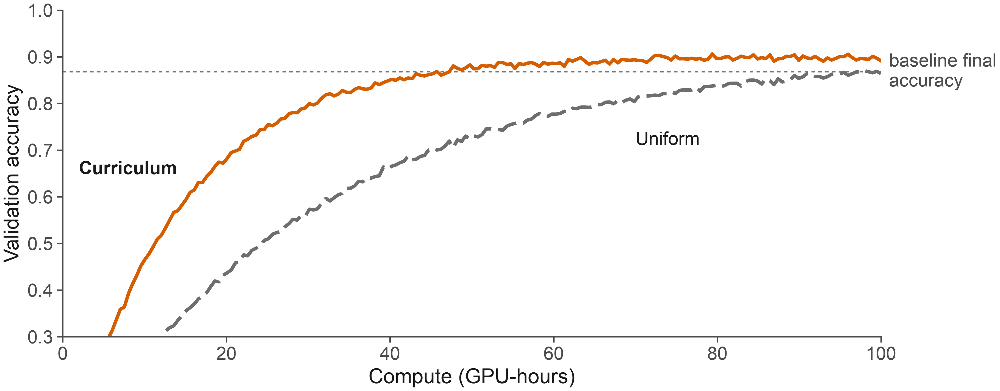 1.0
0.9
0.8
0.7
0.6
0.5
0.4
0.3
Validation accuracy
Curriculum
Uniform
baseline final
accuracy
0 20 40 60 80 100
Compute (GPU-hours)